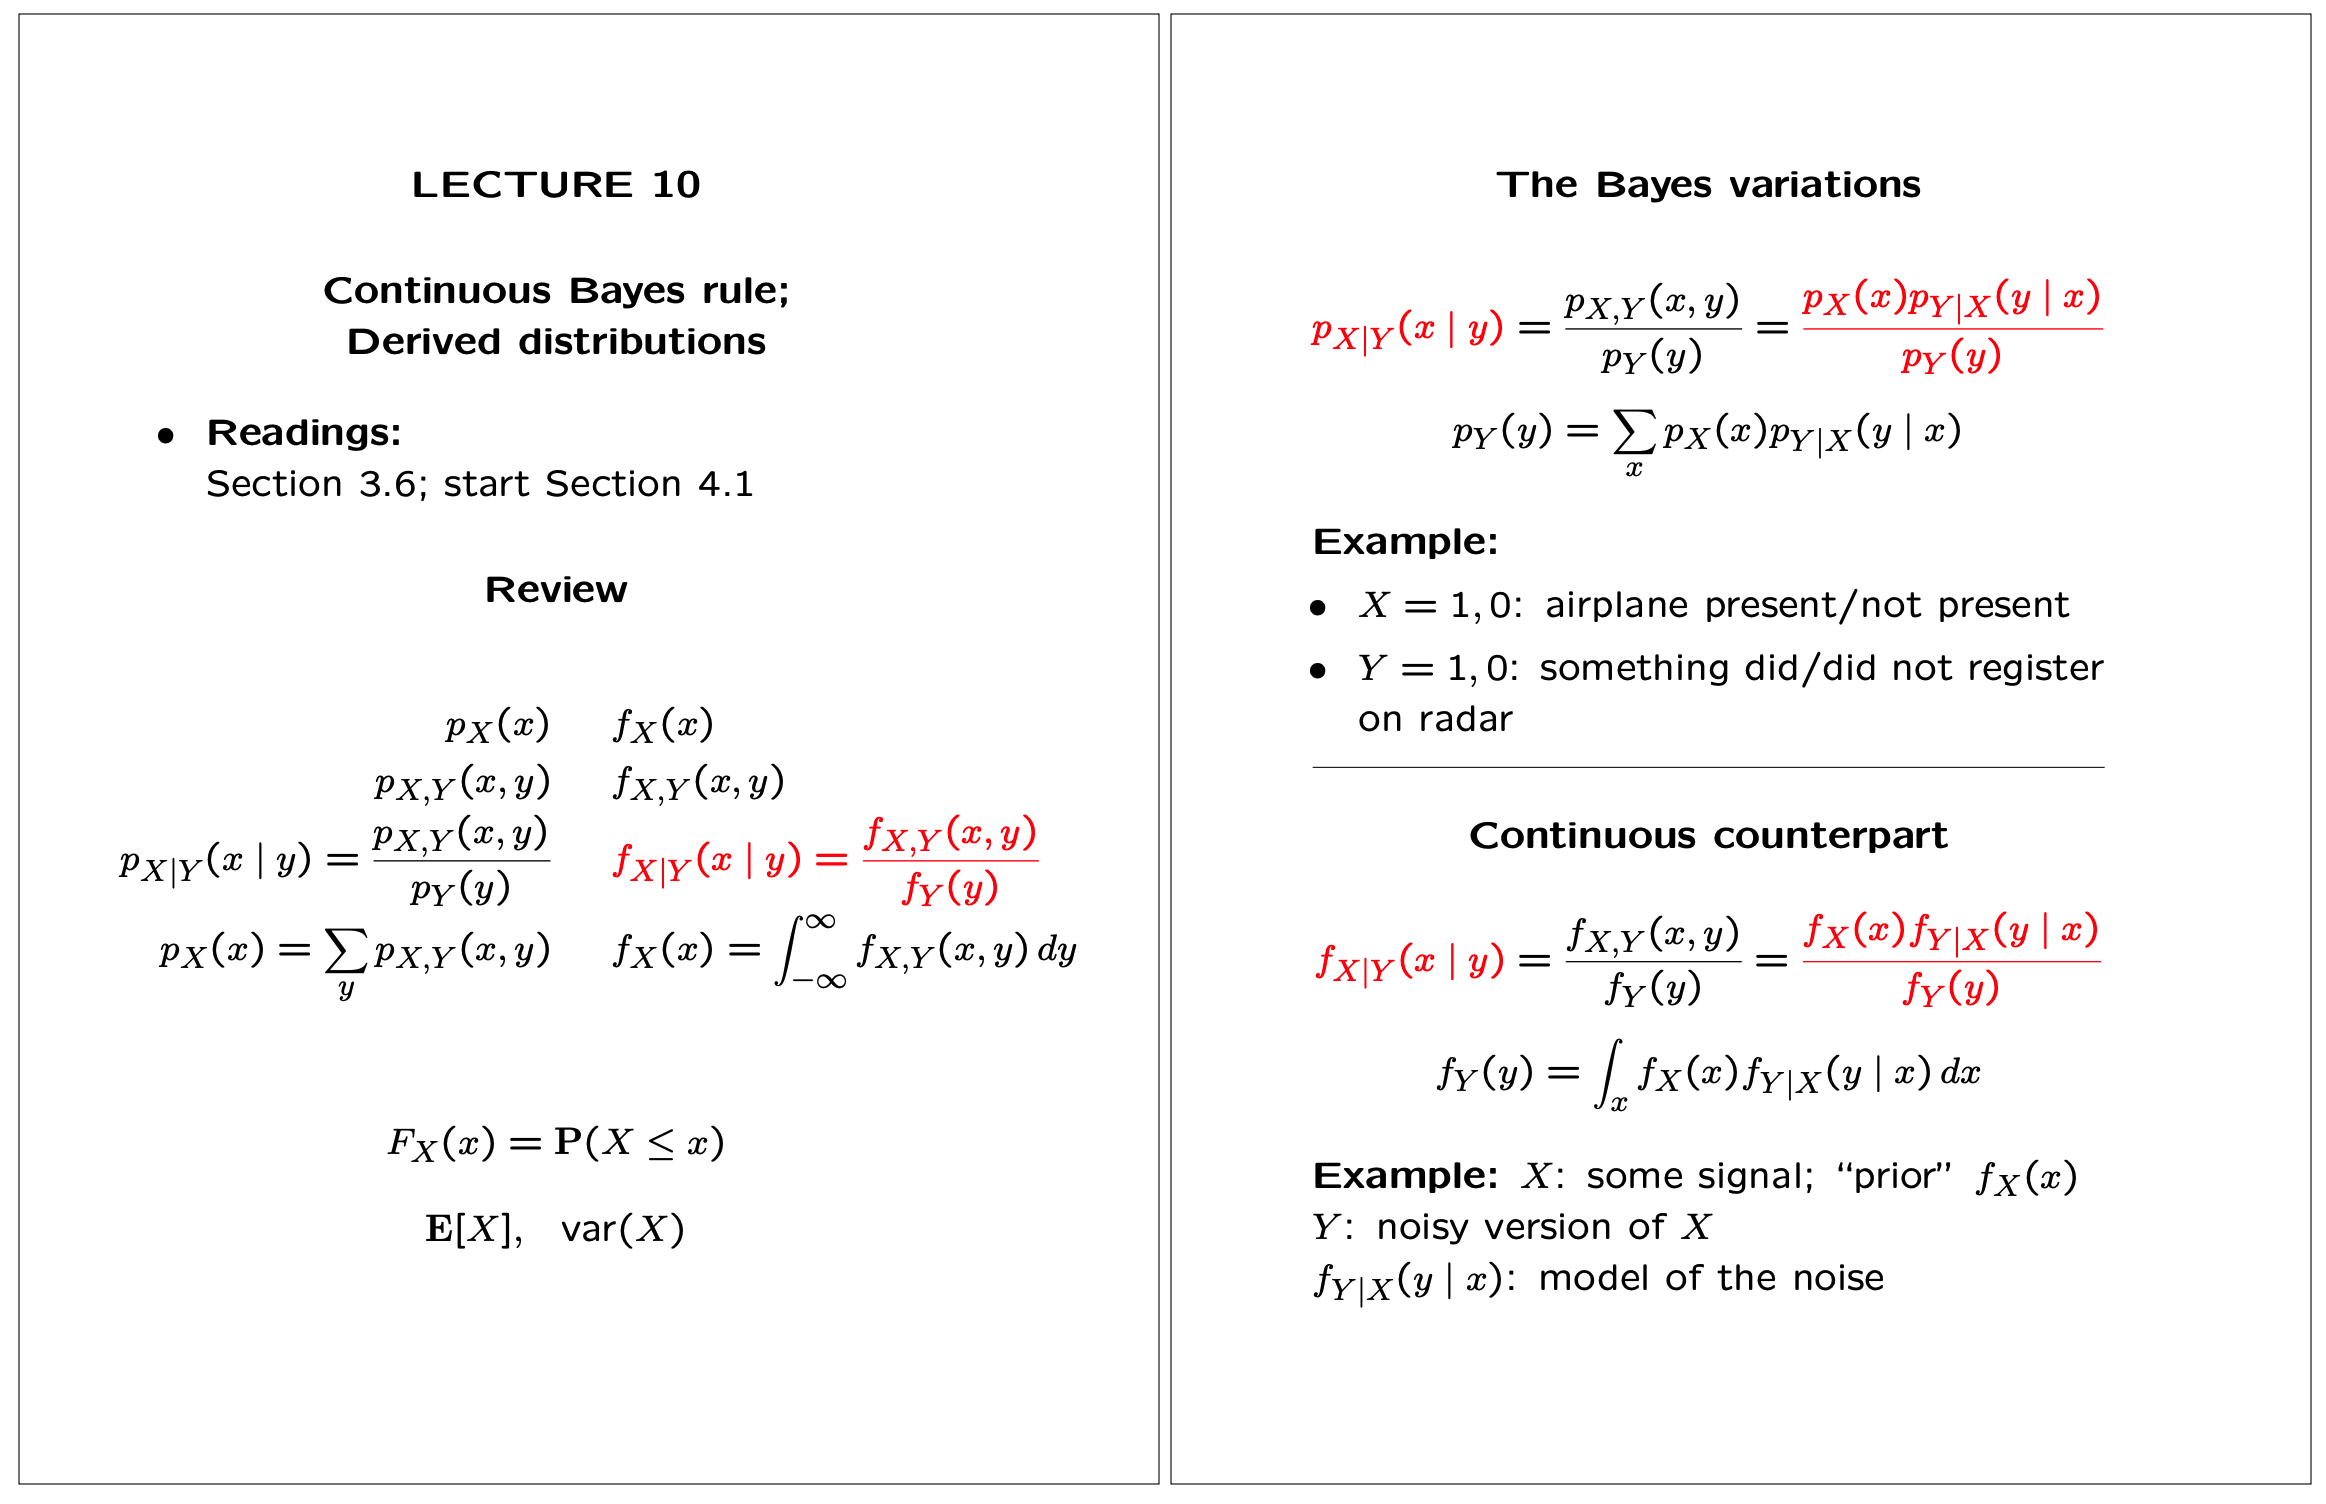 LECTURE 10
Continuous Bayes rule;
Derived distributions
• Readings:
Section 3.6; start Section 4.1
Review
$p_X(x)$ $f_X(x)$
$p_{X,Y}(x,y)$ $f_{X,Y}(x,y)$
$p_{X|Y}(x \mid y) = \frac{p_{X,Y}(x,y)}{p_Y(y)}$ $f_{X|Y}(x \mid y) = \frac{f_{X,Y}(x,y)}{f_Y(y)}$
$p_X(x) = \sum_y p_{X,Y}(x,y)$ $f_X(x) = \int_{-\infty}^{\infty} f_{X,Y}(x,y)\,dy$
$F_X(x) = \mathbf{P}(X \leq x)$
$\mathbf{E}[X],$ var$(X)$
The Bayes variations
$p_{X|Y}(x \mid y) = \frac{p_{X,Y}(x,y)}{p_Y(y)} = \frac{p_X(x)p_{Y|X}(y \mid x)}{p_Y(y)}$
$p_Y(y) = \sum_x p_X(x)p_{Y|X}(y \mid x)$
Example:
• $X = 1, 0$: airplane present/not present
• $Y = 1, 0$: something did/did not register
on radar
Continuous counterpart
$f_{X|Y}(x \mid y) = \frac{f_{X,Y}(x,y)}{f_Y(y)} = \frac{f_X(x)f_{Y|X}(y \mid x)}{f_Y(y)}$
$f_Y(y) = \int_x f_X(x)f_{Y|X}(y \mid x)\,dx$
Example: $X$: some signal; “prior” $f_X(x)$
$Y$: noisy version of $X$
$f_{Y|X}(y \mid x)$: model of the noise